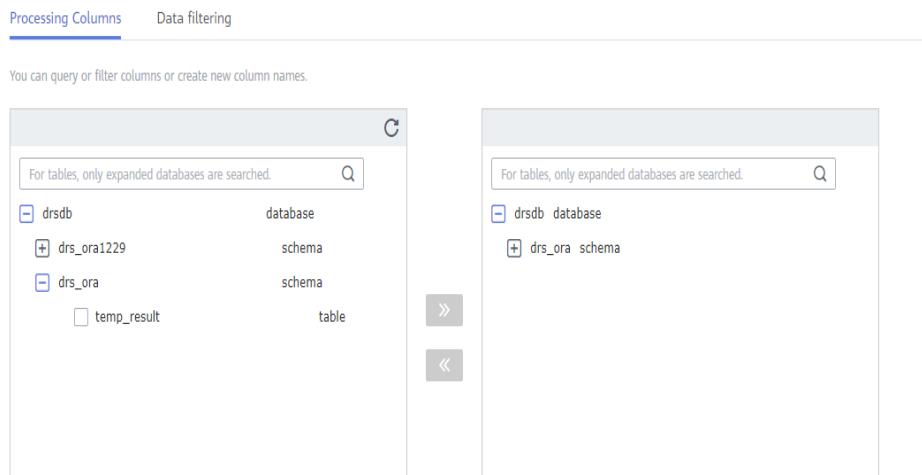 Processing Columns Data filtering
You can query or filter columns or create new column names.
For tables, only expanded databases are searched.
drsdb database
drs_ora1229 schema
drs_ora schema
temp_result table
For tables, only expanded databases are searched.
drsdb database
drs_ora schema